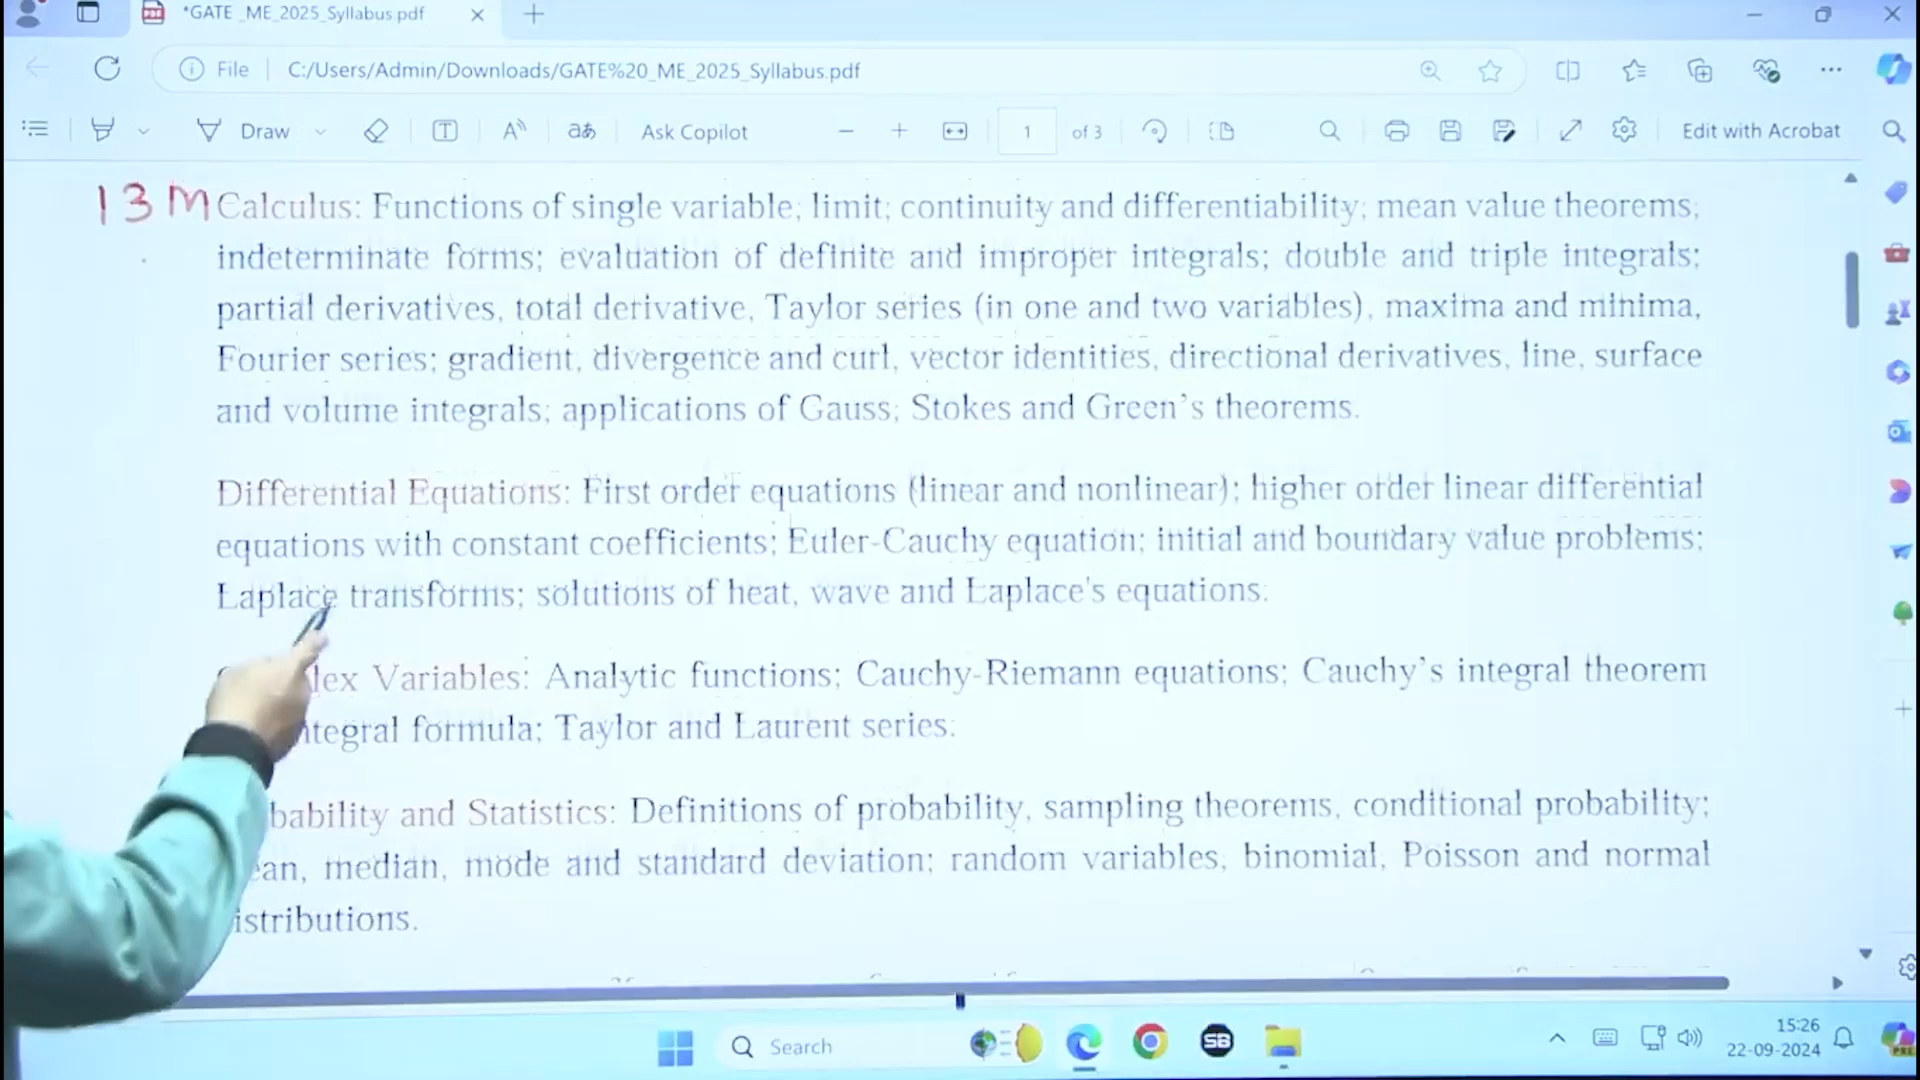 *GATE _ME_2025_Syllabus.pdf
File C:/Users/Admin/Downloads/GATE%20_ME_2025_Syllabus.pdf
Draw Ask Copilot 1 of 3 Edit with Acrobat
13 M Calculus: Functions of single variable, limit, continuity and differentiability, mean value theorems,
indeterminate forms; evaluation of definite and improper integrals; double and triple integrals;
partial derivatives, total derivative, Taylor series (in one and two variables), maxima and minima,
Fourier series; gradient, divergence and curl, vector identities, directional derivatives, line, surface
and volume integrals, applications of Gauss, Stokes and Green's theorems.
Differential Equations: First order equations (linear and nonlinear); higher order linear differential
equations with constant coefficients; Euler-Cauchy equation; initial and boundary value problems;
Laplace transforms; solutions of heat, wave and Laplace's equations.
lex Variables: Analytic functions; Cauchy-Riemann equations; Cauchy's integral theorem
tegral formula; Taylor and Laurent series.
bability and Statistics: Definitions of probability, sampling theorems, conditional probability;
ean, median, mode and standard deviation; random variables, binomial, Poisson and normal
istributions.
Search
15:26
22-09-2024